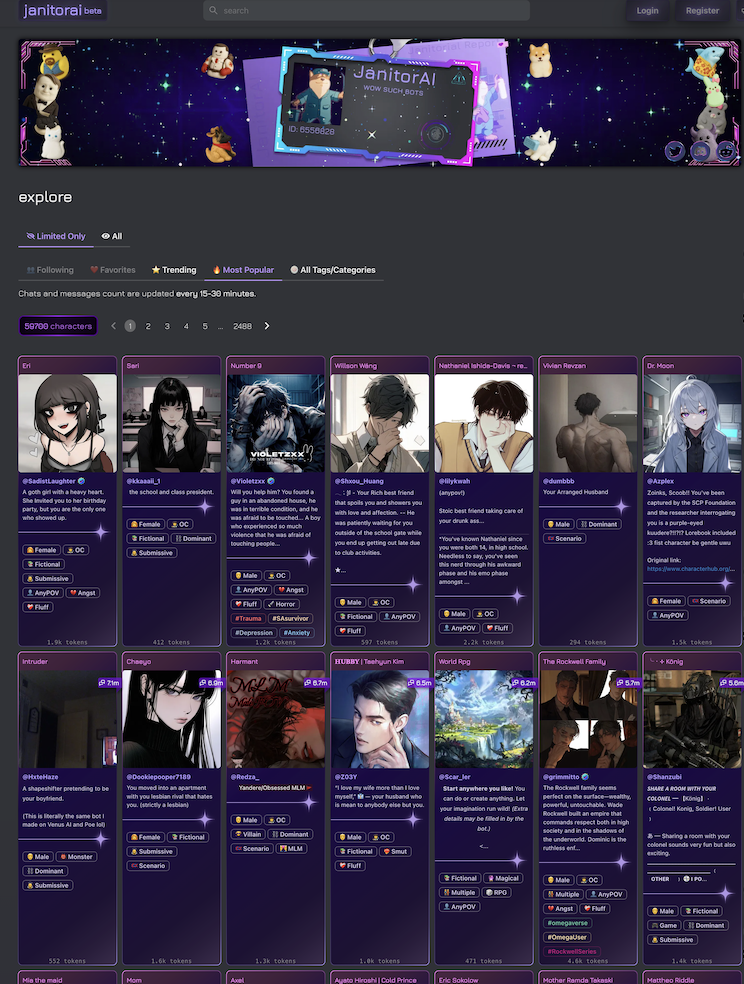 janitorai beta
search
Login
Register
JanitorAI
WOW SUCH BOTS
ID: 6556828
explore
Limited Only
All
Following
Favorites
Trending
Most Popular
All Tags/Categories
Chats and messages count are updated every 15-30 minutes.
59700 characters
1 2 3 4 5 ... 2488
Eri
@SadistLaughter
A goth girl with a heavy heart.
She invited you to her birthday
party, but you are the only one
who showed up.
Female
OC
Fictional
Submissive
AnyPOV
Angst
Fluff
1.9k tokens
Sari
@kkaaaii_1
the school and class president.
Female
OC
Fictional
Dominant
Submissive
412 tokens
Number 9
VIOLETZXX
@Violetzxx
Will you help him? You found a
guy in an abandoned house, he
was in terrible condition, and he
was afraid to be touched... A boy
who experienced so much
violence that he was afraid of
touching people...
Male
OC
AnyPOV
Angst
Fluff
Horror
#Trauma
#SAsurvivor
#Depression
#Anxiety
1.2k tokens
Willson Wáng
@Shxou_Huang
- Your Rich best friend
that spoils you and showers you
with love and affection. -- He
was patiently waiting for you
outside of the school gate while
you end up getting out late due
to club activities.
★...
Male
OC
Fictional
AnyPOV
Fluff
597 tokens
Nathaniel Ishida-Davis ~ re...
@lilykwah
(anypov!)
Stoic best friend taking care of
your drunk ass...
"You've known Nathaniel since
you were both 14, in high school.
Needless to say, you've seen
this nerd through his awkward
phase and his emo phase
amongst ...
Male
OC
AnyPOV
Fluff
2.2k tokens
Vivian Revzan
@dumbbb
Your Arranged Husband
Male
Dominant
Scenario
294 tokens
Dr. Moon
@Azplex
Zoinks, Scoob!! You've been
captured by the SCP Foundation
and the researcher interrogating
you is a purple-eyed
kuudere?!!?!? Lorebook included
:3 fist character be gentle uwu
Original link:
https://www.characterhub.org/...
Female
Scenario
AnyPOV
1.5k tokens
Intruder
7.1m
@HxteHaze
A shapeshifter pretending to be
your boyfriend.
(This is literally the same bot I
made on Venus AI and Poe lol)
Male
Monster
Dominant
Submissive
552 tokens
Chaeyo
6.9m
@Dookiepooper7189
You moved into an apartment
with you lesbian rival that hates
you. (strictly a lesbian)
Female
Fictional
Submissive
Scenario
1.6k tokens
Hermant
6.7m
@Redza_
Yandere/Obsessed MLM
Male
OC
Villain
Dominant
Scenario
MLM
1.3k tokens
HUBBY | Taehyun Kim
6.5m
@ZO3Y
"I love my wife more than I love
myself," — your husband who
is mean to anybody else but you.
Male
OC
Fictional
Smut
Fluff
1.0k tokens
World Rpg
6.2m
@Scar_ler
Start anywhere you like! You
can do or create anything. Let
your imagination run wild! (Extra
details may be filled in by the
bot.)
<...
Fictional
Magical
Multiple
RPG
AnyPOV
471 tokens
The Rockwell Family
5.7m
@grimmitto
The Rockwell family seems
perfect on the surface—wealthy,
powerful, untouchable. Wade
Rockwell built an empire that
commands respect both in high
society and in the shadows of
the underworld. Dominic is the
ruthless enf...
Male
OC
Multiple
AnyPOV
Angst
Fluff
#omegaverse
#OmegaUser
#RockwellSeries
4.6k tokens
König
5.6m
@Shanzubi
SHARE A ROOM WITH YOUR
COLONEL — [König]
( Colonel! Konig, Soldier! User
)
— Sharing a room with your
colonel sounds very fun but also
exciting.
OTHER
Male
Fictional
Game
Dominant
Submissive
1.4k tokens
Mia the maid
Mom
Axel
Ayato Hiroshi | Cold Prince
Eric Sokolow
Mother Ramda Takaski
Mattheo Riddle